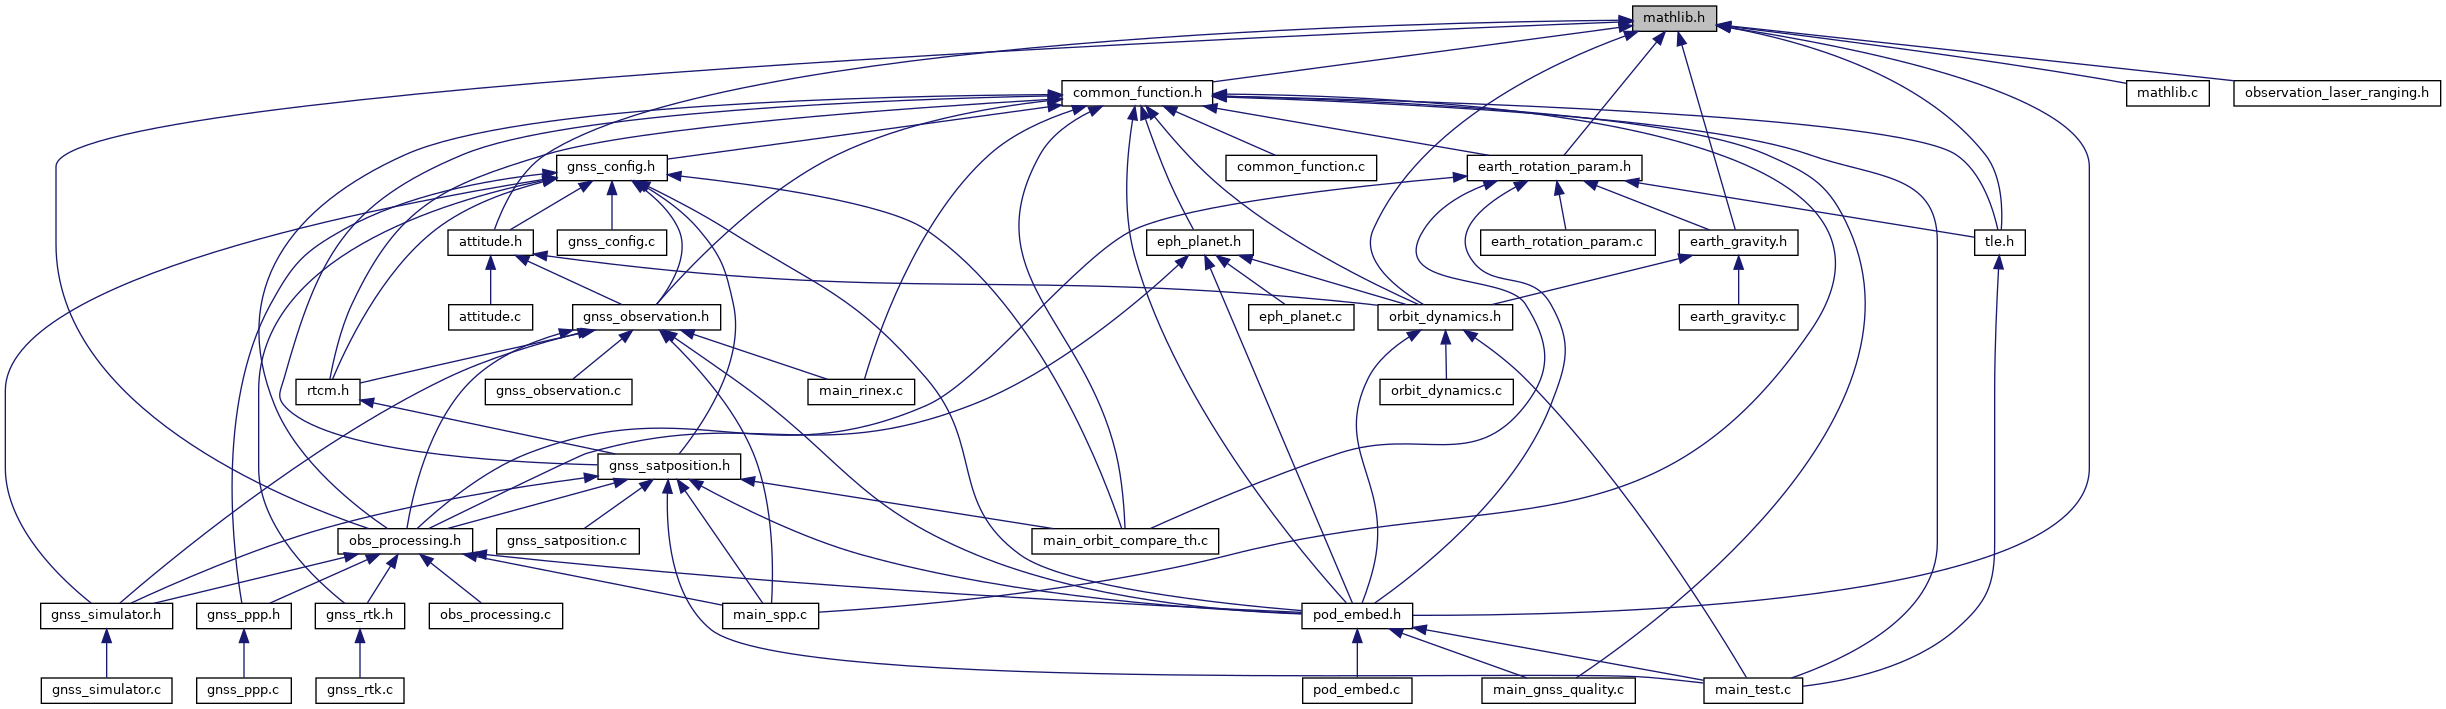 mathlib.h
common_function.h
mathlib.c
observation_laser_ranging.h
gnss_config.h
common_function.c
earth_rotation_param.h
attitude.h
gnss_config.c
eph_planet.h
earth_rotation_param.c
earth_gravity.h
tle.h
attitude.c
gnss_observation.h
eph_planet.c
orbit_dynamics.h
earth_gravity.c
rtcm.h
gnss_observation.c
main_rinex.c
orbit_dynamics.c
gnss_satposition.h
obs_processing.h
gnss_satposition.c
main_orbit_compare_th.c
gnss_simulator.h
gnss_ppp.h
gnss_rtk.h
obs_processing.c
main_spp.c
pod_embed.h
gnss_simulator.c
gnss_ppp.c
gnss_rtk.c
pod_embed.c
main_gnss_quality.c
main_test.c